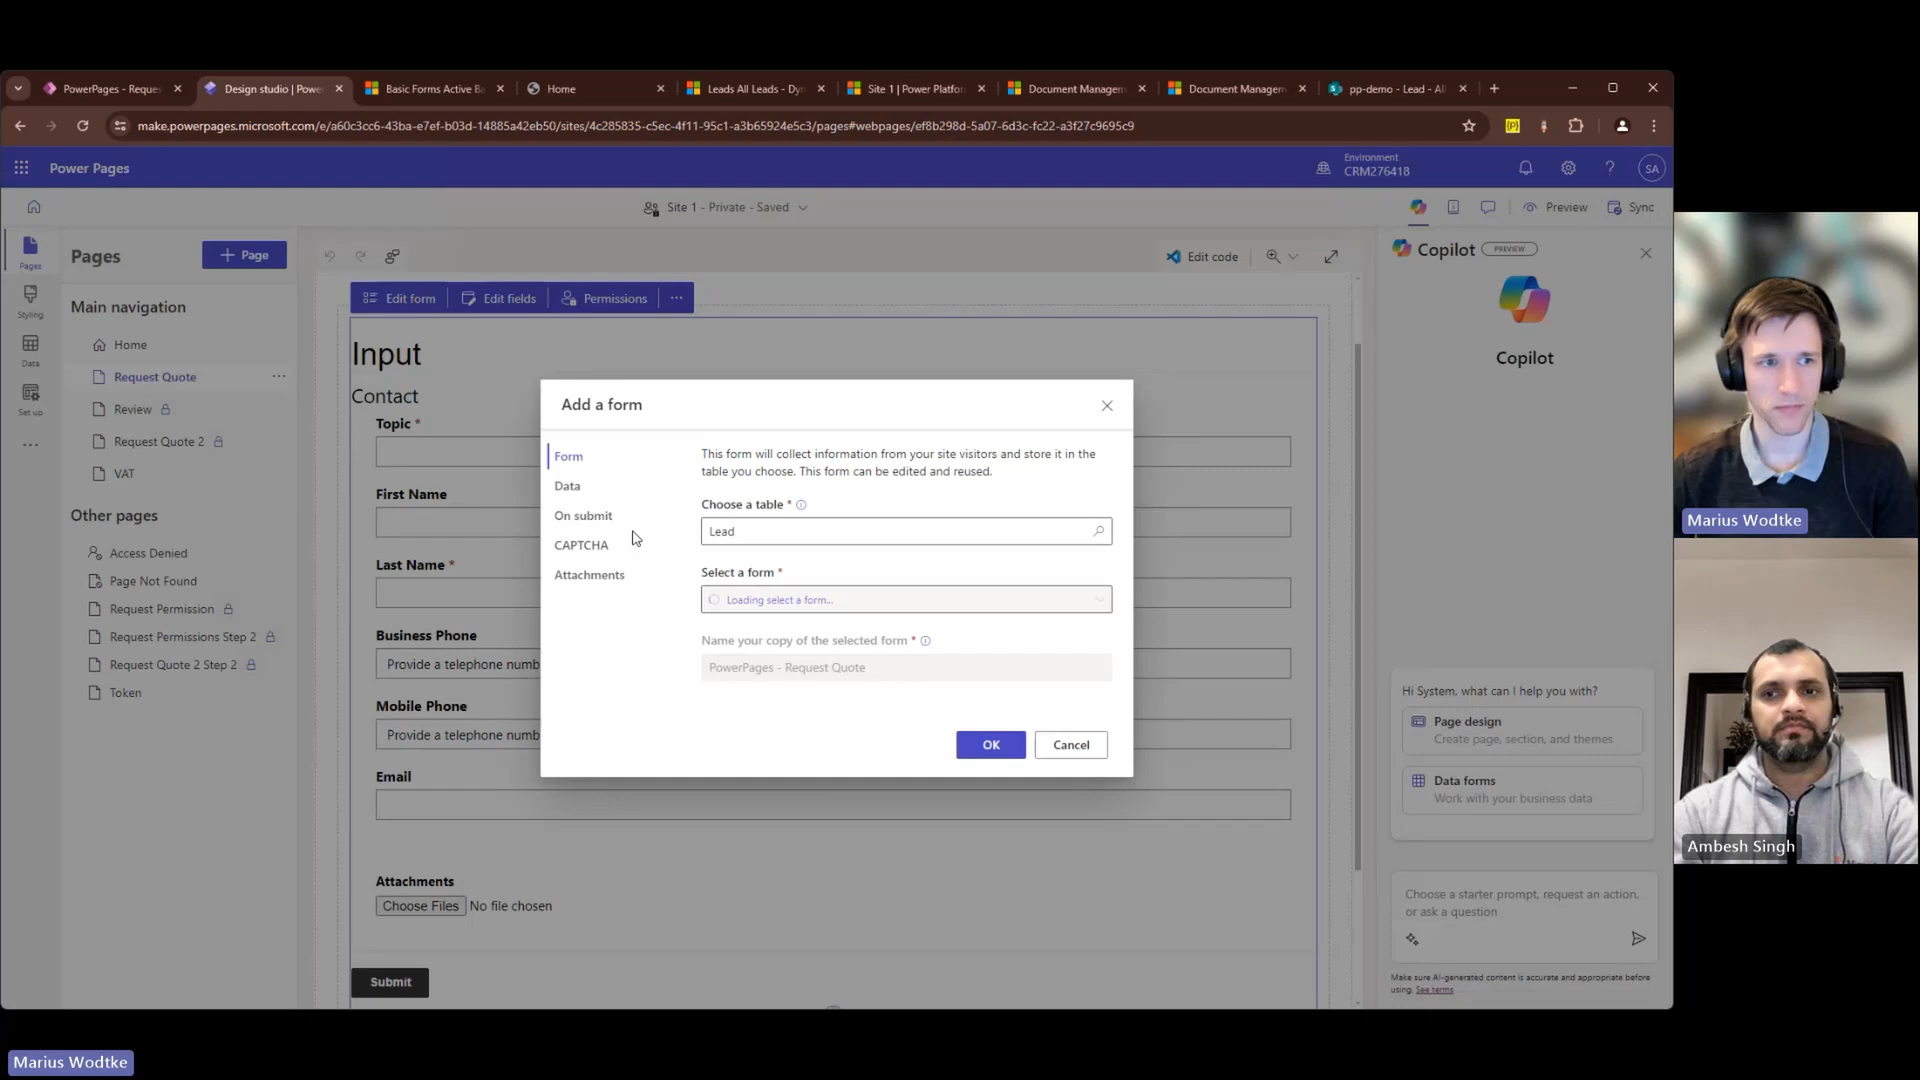 PowerPages - Reques
Design studio | Powe
Basic Forms Active Ba
Home
Leads All Leads - Dyn
Site 1 | Power Platfor
Document Managem
Document Managem
pp-demo - Lead - All
make.powerpages.microsoft.com/e/a60c3cc6-43ba-e7ef-b03d-14885a42eb50/sites/4c285835-c5ec-4f11-95c1-a3b65924e5c3/pages#webpages/ef8b298d-5a07-6d3c-fc22-a3f27c9695c9
Power Pages
Environment
CRM276418
SA
Site 1 - Private - Saved
Preview
Sync
Pages
Styling
Data
Set up
Pages
+ Page
Main navigation
Home
Request Quote
Review
Request Quote 2
VAT
Other pages
Access Denied
Page Not Found
Request Permission
Request Permissions Step 2
Request Quote 2 Step 2
Token
Edit code
Edit form
Edit fields
Permissions
Input
Contact
Topic *
First Name
Last Name *
Business Phone
Provide a telephone numb
Mobile Phone
Provide a telephone numb
Email
Attachments
Choose Files No file chosen
Submit
Add a form
Form
Data
On submit
CAPTCHA
Attachments
This form will collect information from your site visitors and store it in the
table you choose. This form can be edited and reused.
Choose a table *
Lead
Select a form *
Loading select a form...
Name your copy of the selected form *
PowerPages - Request Quote
OK
Cancel
Copilot
PREVIEW
Copilot
Hi System, what can I help you with?
Page design
Create page, section, and themes
Data forms
Work with your business data
Choose a starter prompt, request an action,
or ask a question
Make sure AI-generated content is accurate and appropriate before
using. See terms
Marius Wodtke
Ambesh Singh
Marius Wodtke